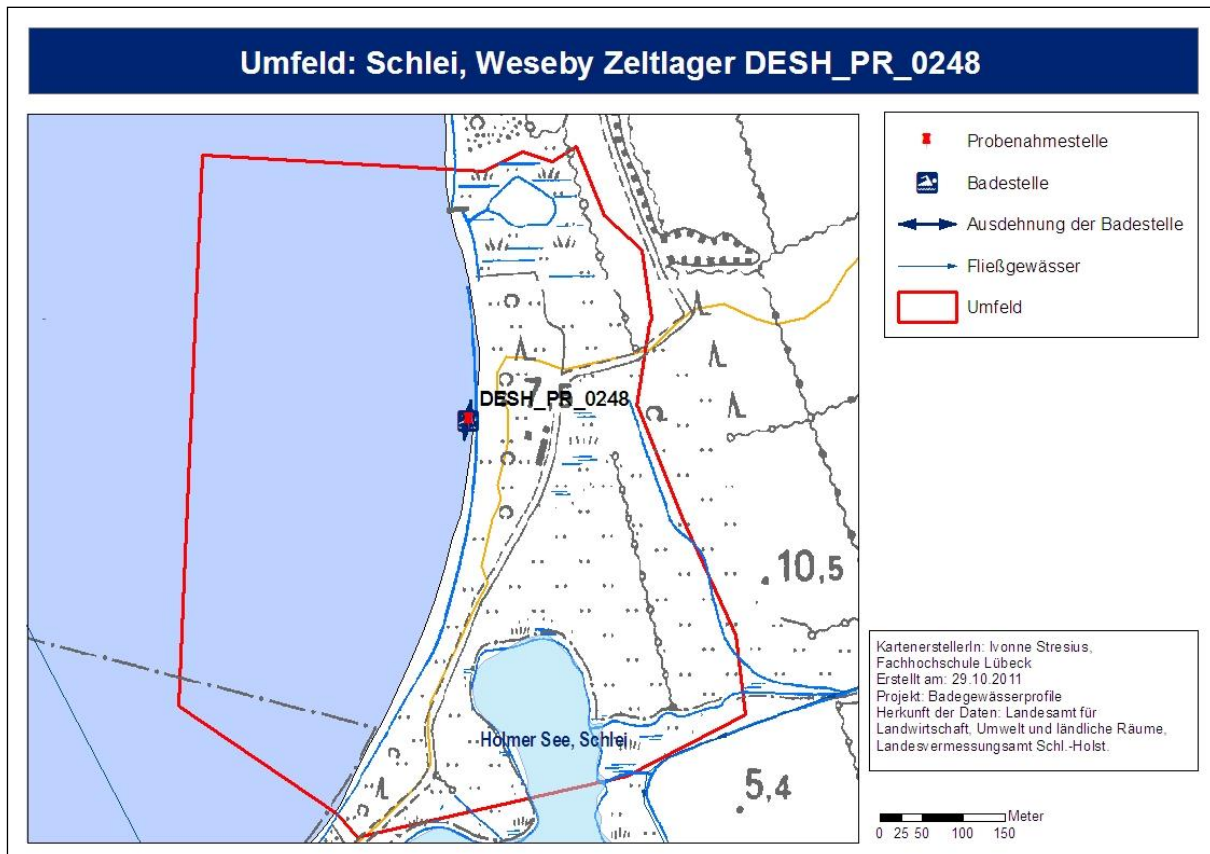 Umfeld: Schlei, Weseby Zeltlager DESH_PR_0248
Probenahmestelle
Badestelle
Ausdehnung der Badestelle
Fließgewässer
Umfeld
7,5
DESH_PR_0248
10,5
Holmer See, Schlei
5,4
KartenerstellerIn: Ivonne Stresius,
Fachhochschule Lübeck
Erstellt am: 29.10.2011
Projekt: Badegewässerprofile
Herkunft der Daten: Landesamt für
Landwirtschaft, Umwelt und ländliche Räume,
Landesvermessungsamt Schl.-Holst.
Meter
0 25 50 100 150